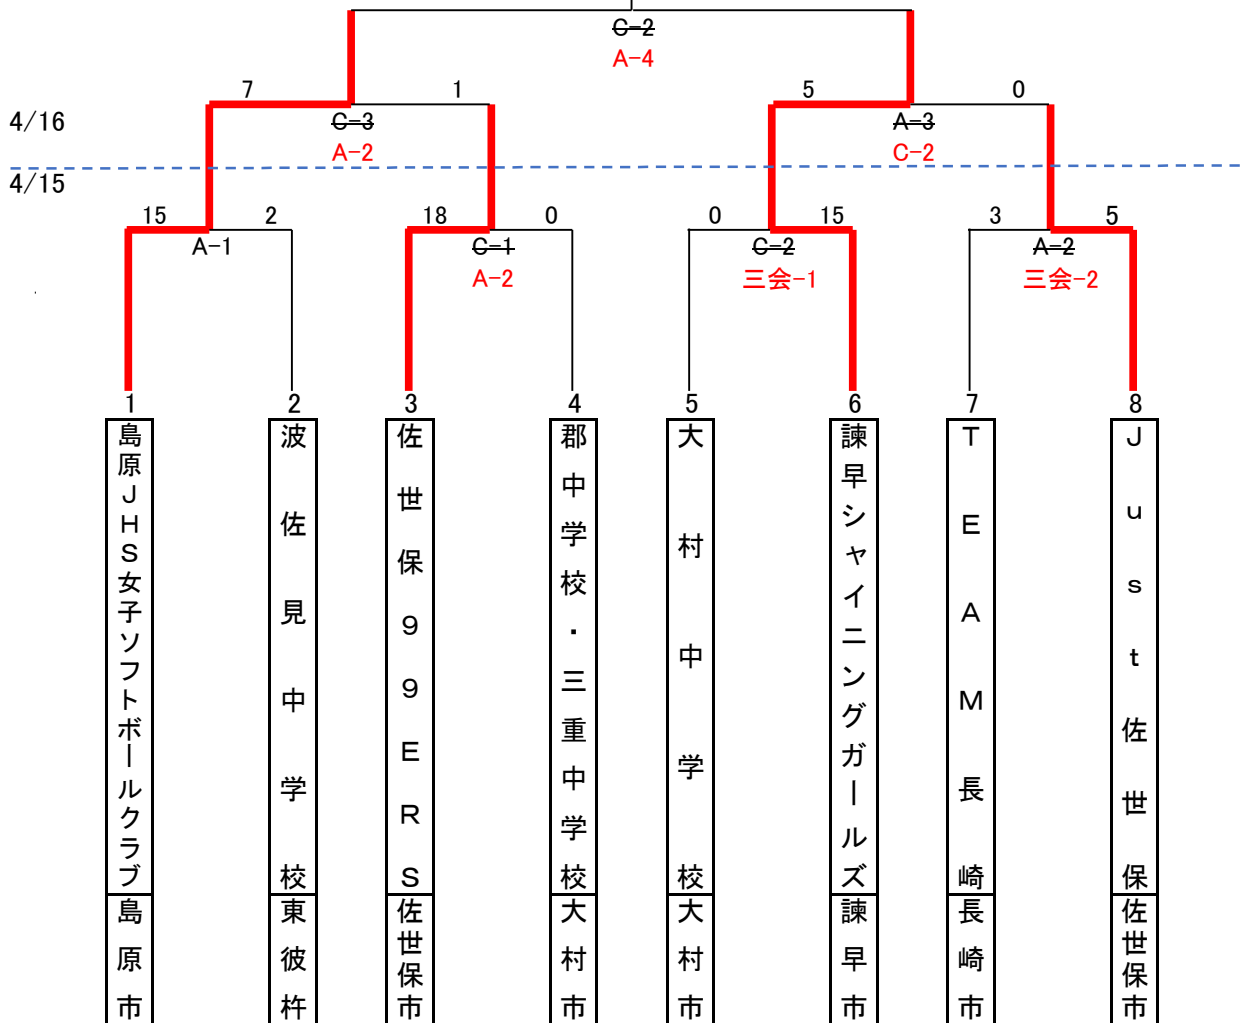 C-2
A-4
7 1 5 0
4/16
C-3 A-3
A-2 C-2
4/15
15 2 18 0 0 15 3 5
A-1 C-1 C-2 A-2
A-2 三会-1 三会-2
1 2 3 4 5 6 7 8
島原ＪＨＳ女子ソフトボールクラブ
波佐見中学校
佐世保９９ＥＲＳ
郡中学校・三重中学校
大村中学校
諫早シャイニングガールズ
ＴＥＡＭ長崎
Ｊｕｓｔ佐世保
島原市
東彼杵
佐世保市
大村市
大村市
諫早市
長崎市
佐世保市